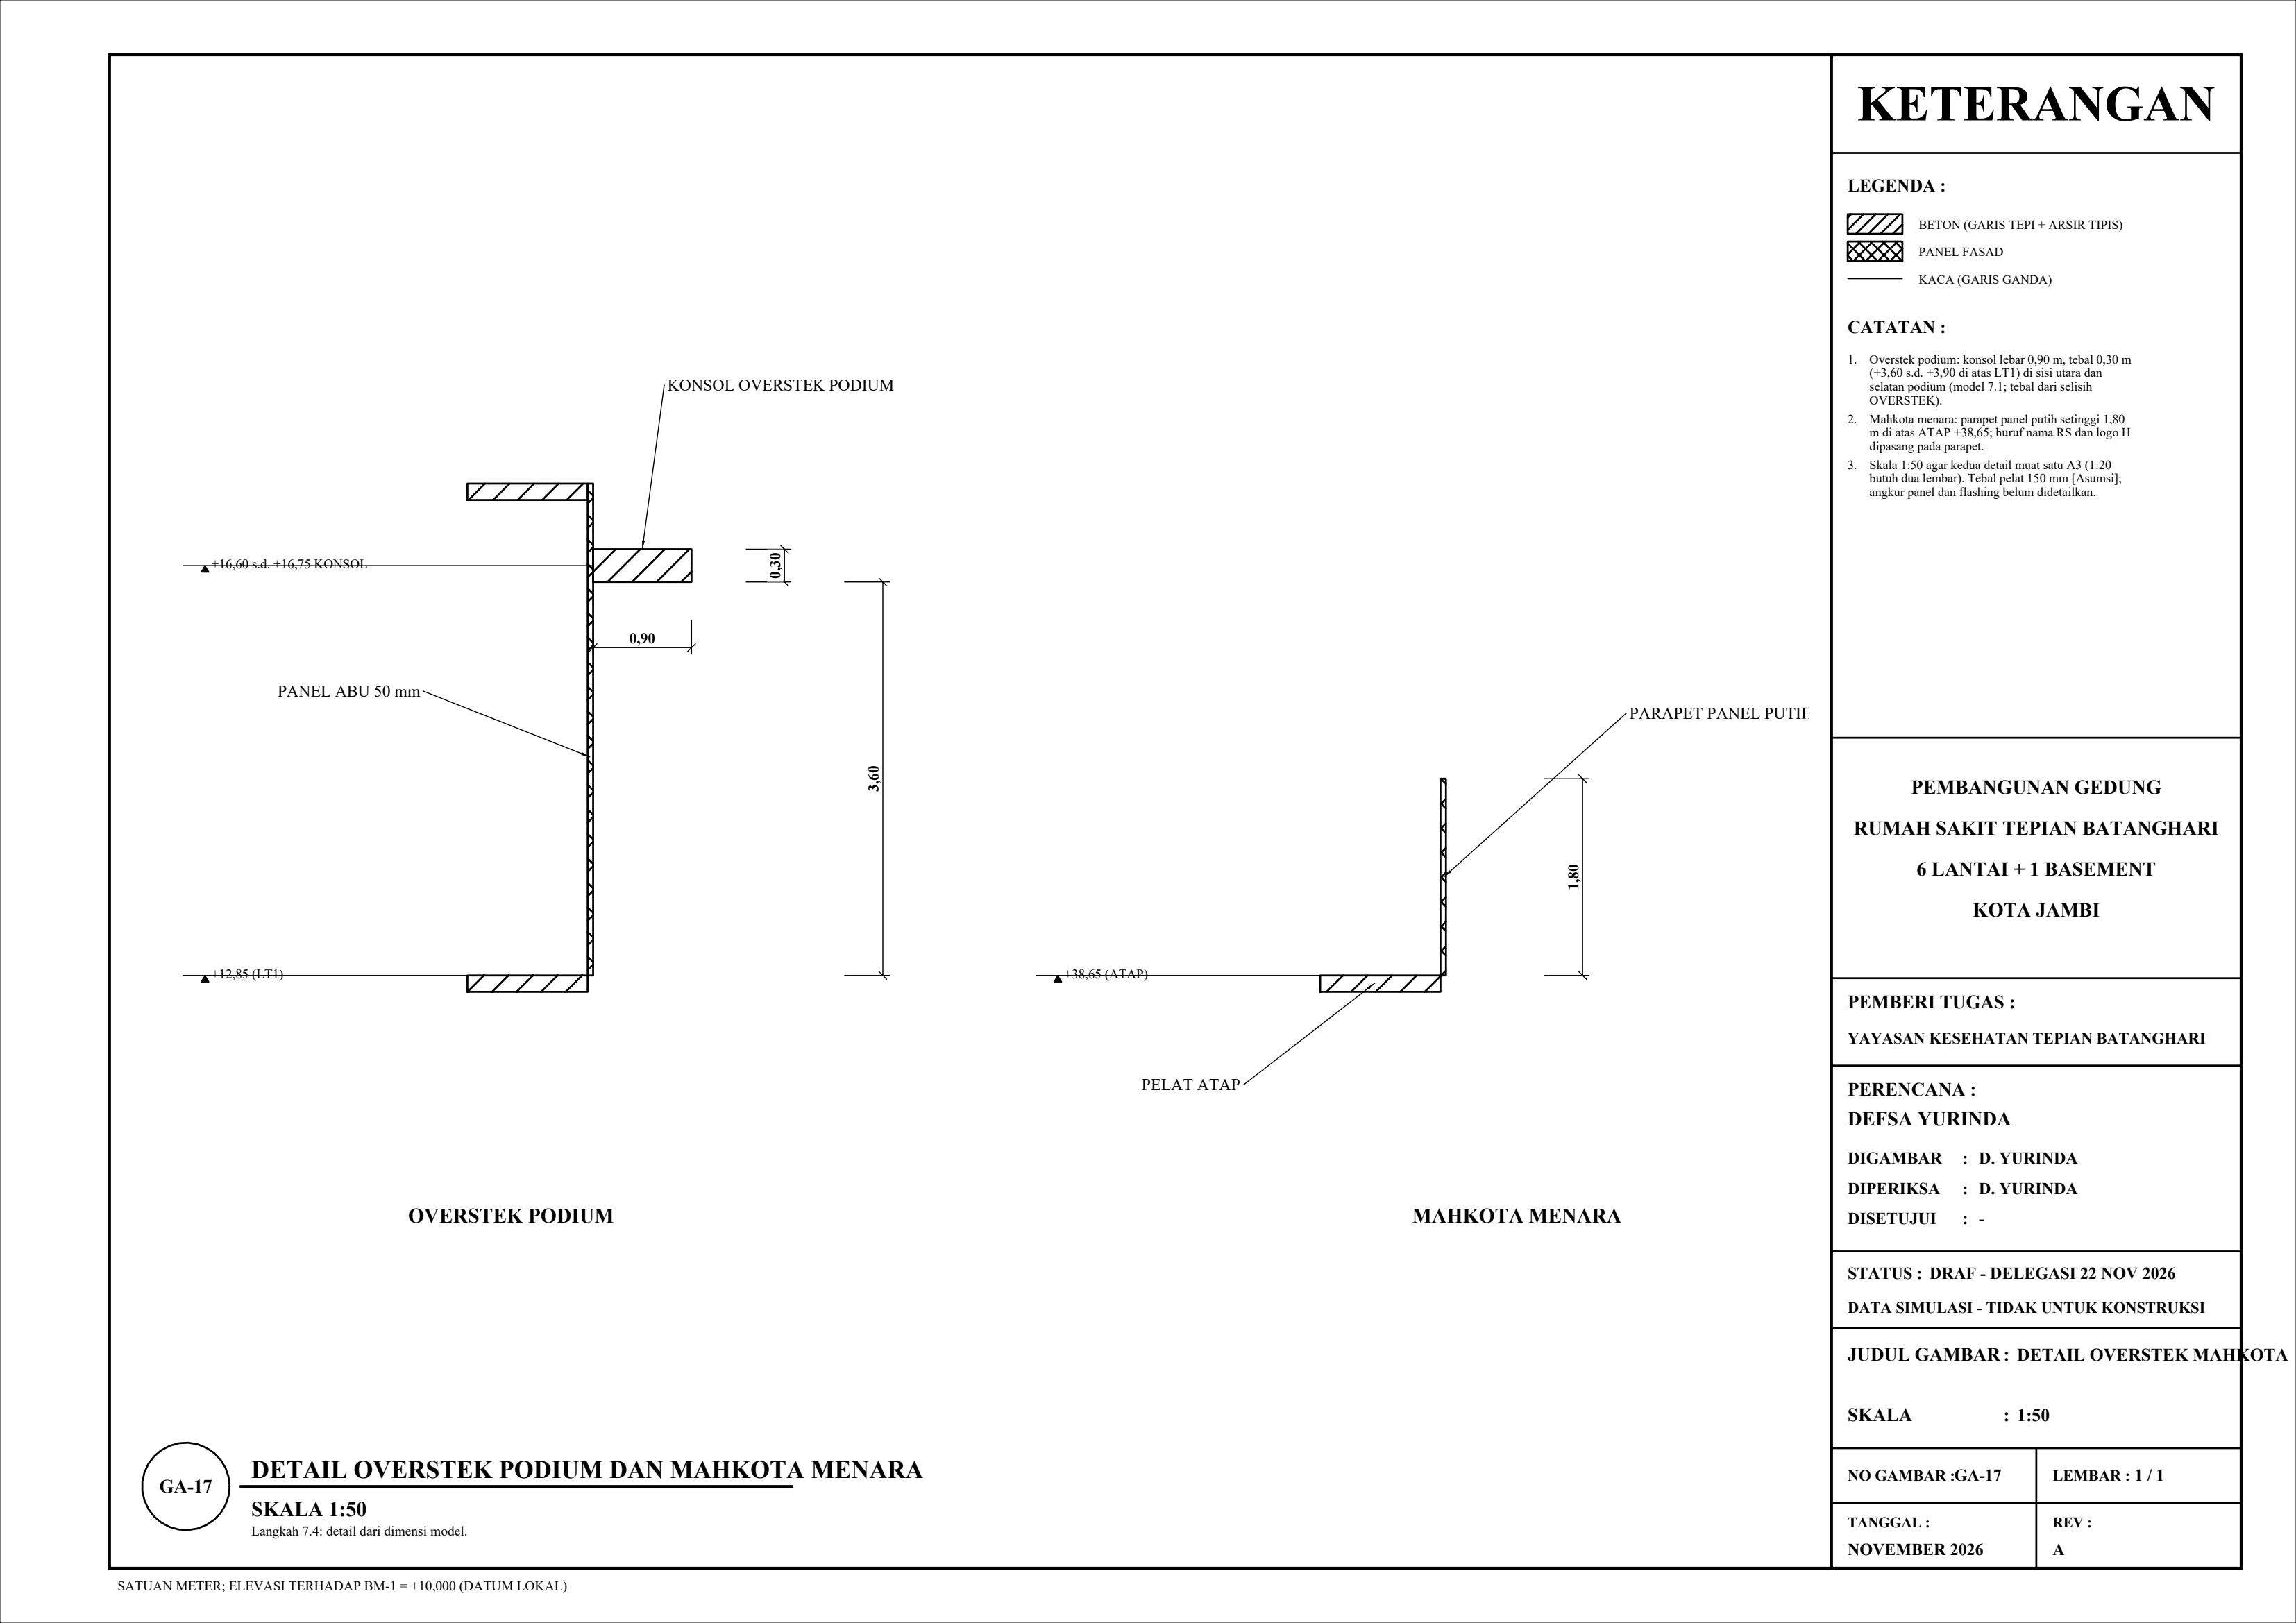 KONSOL OVERSTEK PODIUM
+16,60 s.d. +16,75 KONSOL
0,30
0,90
PANEL ABU 50 mm
3,60
+12,85 (LT1)
OVERSTEK PODIUM
PARAPET PANEL
1,80
+38,65 (ATAP)
PELAT ATAP
MAHKOTA MENARA
GA-17
DETAIL OVERSTEK PODIUM DAN MAHKOTA MENARA
SKALA 1:50
Langkah 7.4: detail dari dimensi model.
SATUAN METER; ELEVASI TERHADAP BM-1 = +10,000 (DATUM LOKAL)
KETERANGAN
LEGENDA :
BETON (GARIS TEPI + ARSIR TIPIS)
PANEL FASAD
KACA (GARIS GANDA)
CATATAN :
1. Overstek podium: konsol lebar 0,90 m, tebal 0,30 m
(+3,60 s.d. +3,90 di atas LT1) di sisi utara dan
selatan podium (model 7.1; tebal dari selisih
OVERSTEK).
2. Mahkota menara: parapet panel putih setinggi 1,80
m di atas ATAP +38,65; huruf nama RS dan logo H
dipasang pada parapet.
3. Skala 1:50 agar kedua detail muat satu A3 (1:20
butuh dua lembar). Tebal pelat 150 mm [Asumsi];
angkur panel dan flashing belum didetailkan.
PEMBANGUNAN GEDUNG
RUMAH SAKIT TEPIAN BATANGHARI
6 LANTAI + 1 BASEMENT
KOTA JAMBI
PEMBERI TUGAS :
YAYASAN KESEHATAN TEPIAN BATANGHARI
PERENCANA :
DEFSA YURINDA
DIGAMBAR : D. YURINDA
DIPERIKSA : D. YURINDA
DISETUJUI : -
STATUS : DRAF - DELEGASI 22 NOV 2026
DATA SIMULASI - TIDAK UNTUK KONSTRUKSI
JUDUL GAMBAR : DETAIL OVERSTEK MAHKOTA
SKALA : 1:50
NO GAMBAR :GA-17
LEMBAR : 1 / 1
TANGGAL :
NOVEMBER 2026
REV :
A